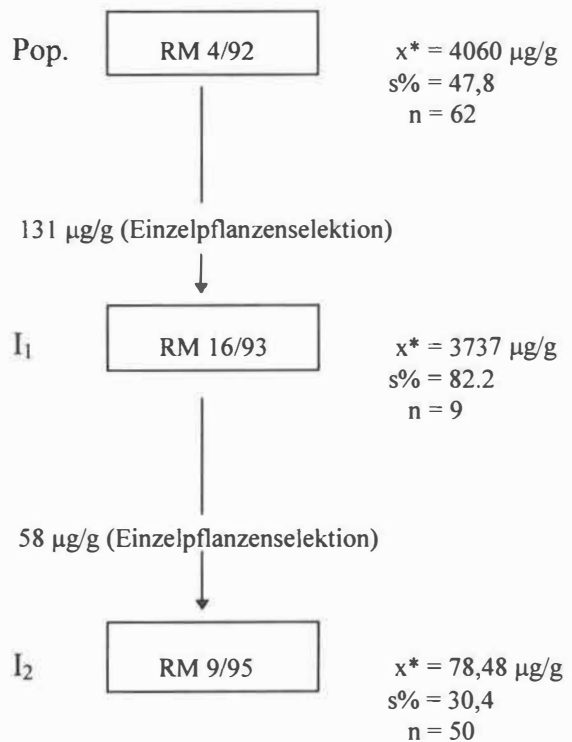 Pop.
RM 4/92
x* = 4060 µg/g
s% = 47,8
n = 62
131 µg/g (Einzelpflanzenselektion)
I₁
RM 16/93
x* = 3737 µg/g
s% = 82.2
n = 9
58 µg/g (Einzelpflanzenselektion)
I₂
RM 9/95
x* = 78,48 µg/g
s% = 30,4
n = 50